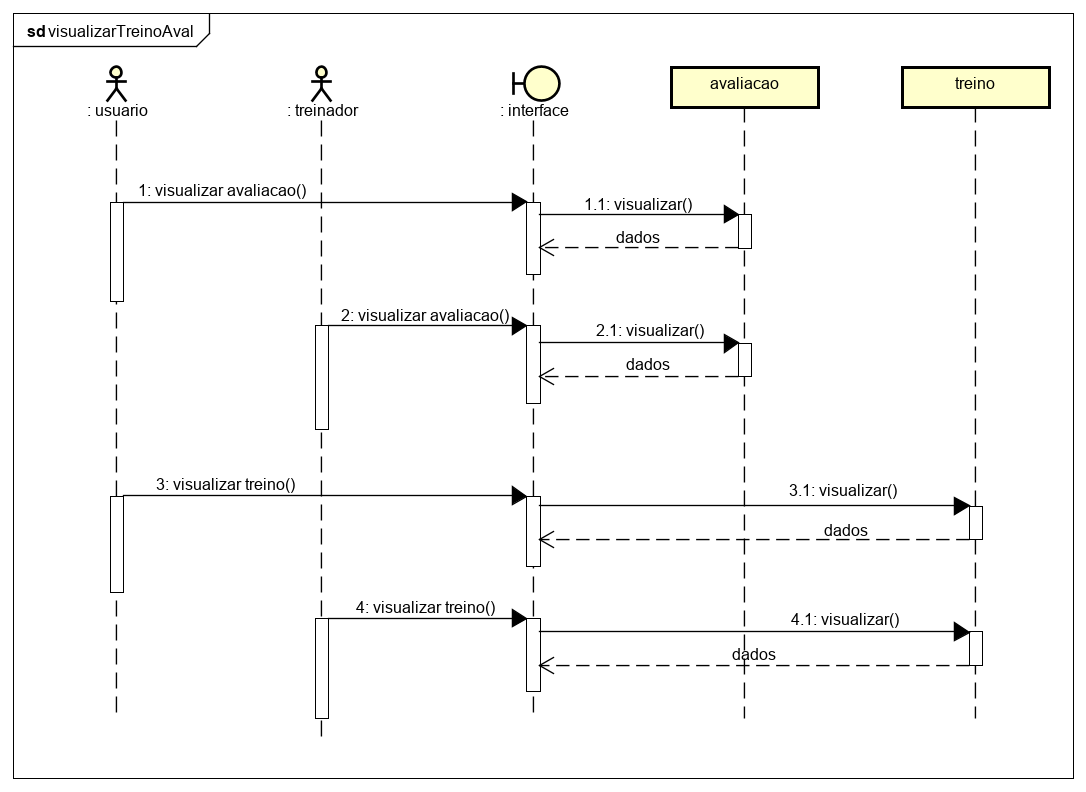 sd visualizarTreinoAval
: usuario
: treinador
: interface
avaliacao
treino
1: visualizar avaliacao()
1.1: visualizar()
dados
2: visualizar avaliacao()
2.1: visualizar()
dados
3: visualizar treino()
3.1: visualizar()
dados
4: visualizar treino()
4.1: visualizar()
dados